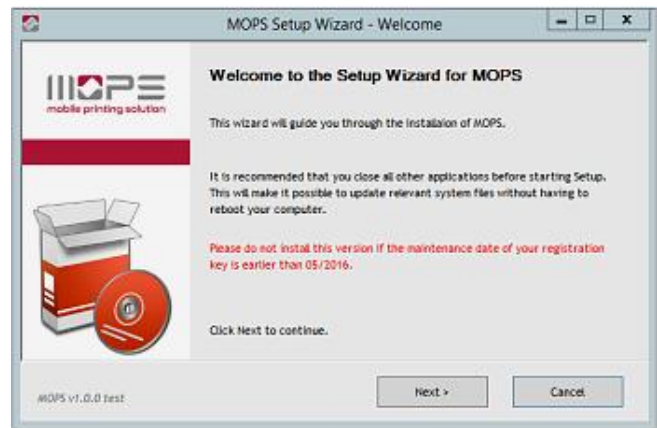 MOPS Setup Wizard - Welcome
MOPS
mobile printing solution
Welcome to the Setup Wizard for MOPS
This wizard will guide you through the installaion of MOPS.
It is recommended that you close all other applications before starting Setup.
This will make it possible to update relevant system files without having to
reboot your computer.
Please do not install this version if the maintenance date of your registration
key is earlier than 05/2016.
Click Next to continue.
MOPS v1.0.0 test
Next >
Cancel